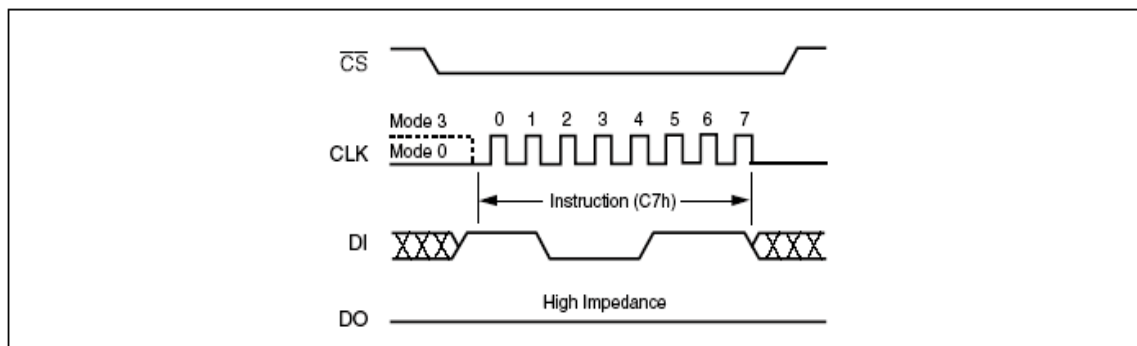 C̅S̅
Mode 3
0 1 2 3 4 5 6 7
CLK
Mode 0
Instruction (C7h)
DI
High Impedance
DO